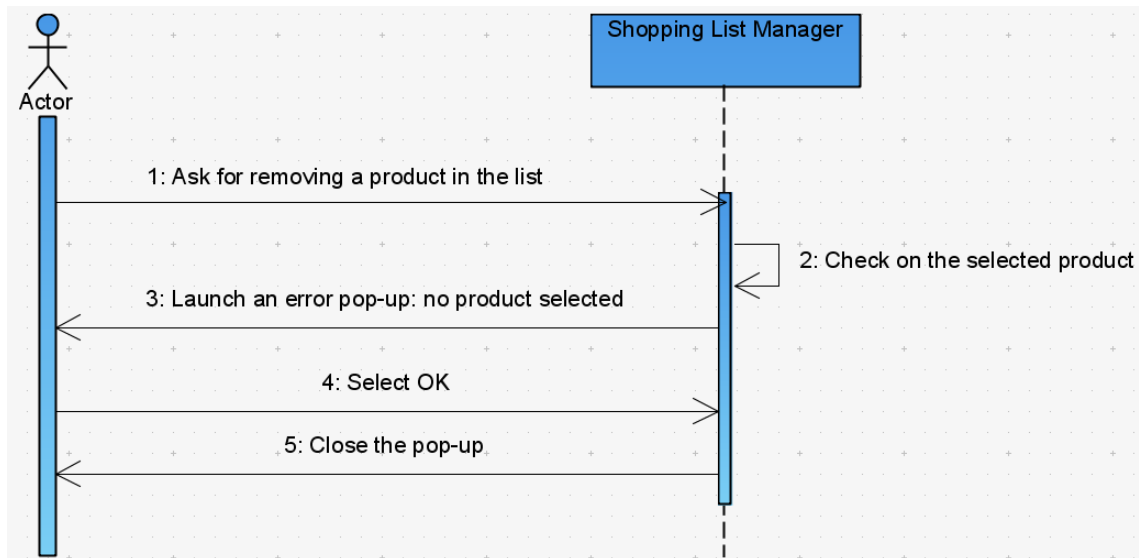 Shopping List Manager
Actor
1: Ask for removing a product in the list
2: Check on the selected product
3: Launch an error pop-up: no product selected
4: Select OK
5: Close the pop-up